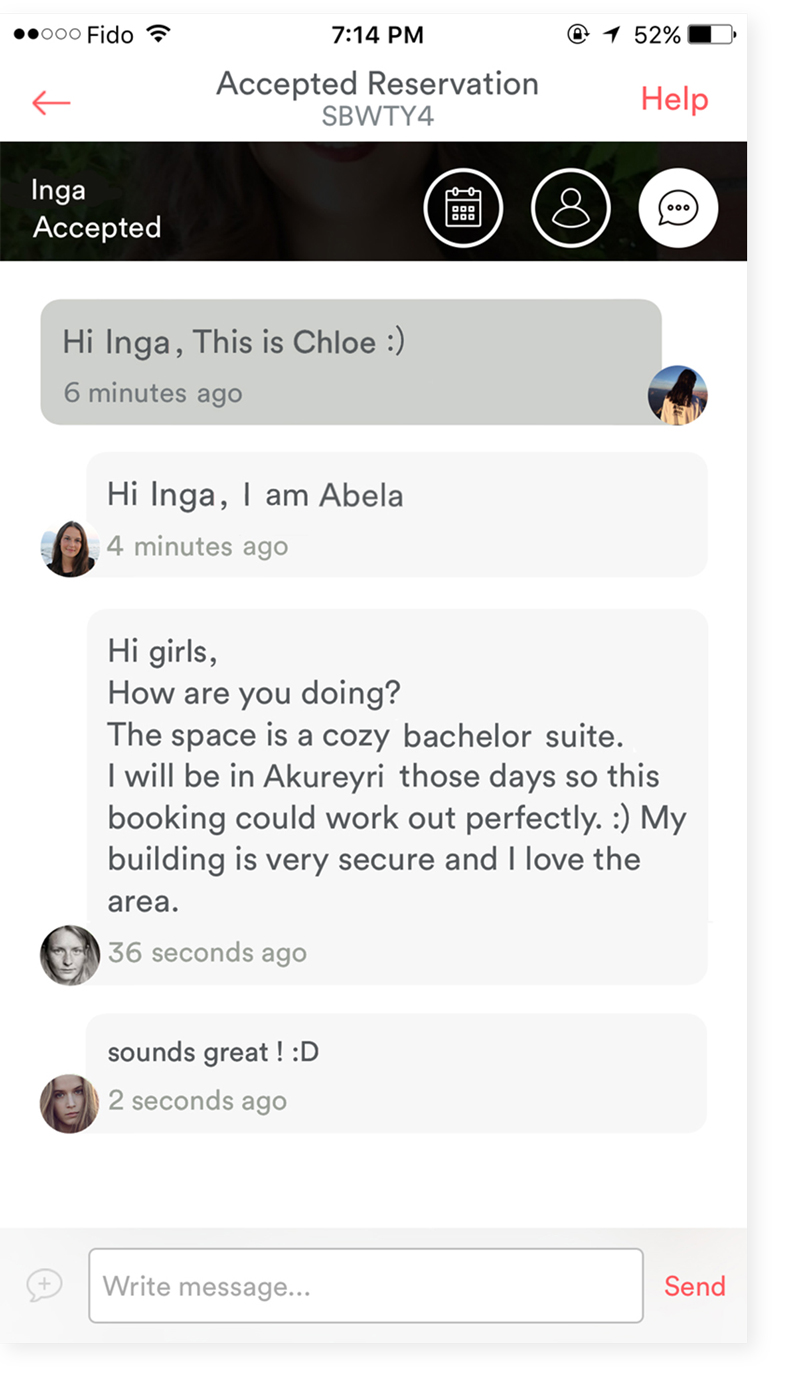 Fido 7:14 PM 52%
Accepted Reservation
SBWTY4
Help
Inga
Accepted
Hi Inga, This is Chloe :)
6 minutes ago
Hi Inga, I am Abela
4 minutes ago
Hi girls,
How are you doing?
The space is a cozy bachelor suite.
I will be in Akureyri those days so this
booking could work out perfectly. :) My
building is very secure and I love the
area.
36 seconds ago
sounds great ! :D
2 seconds ago
Write message...
Send